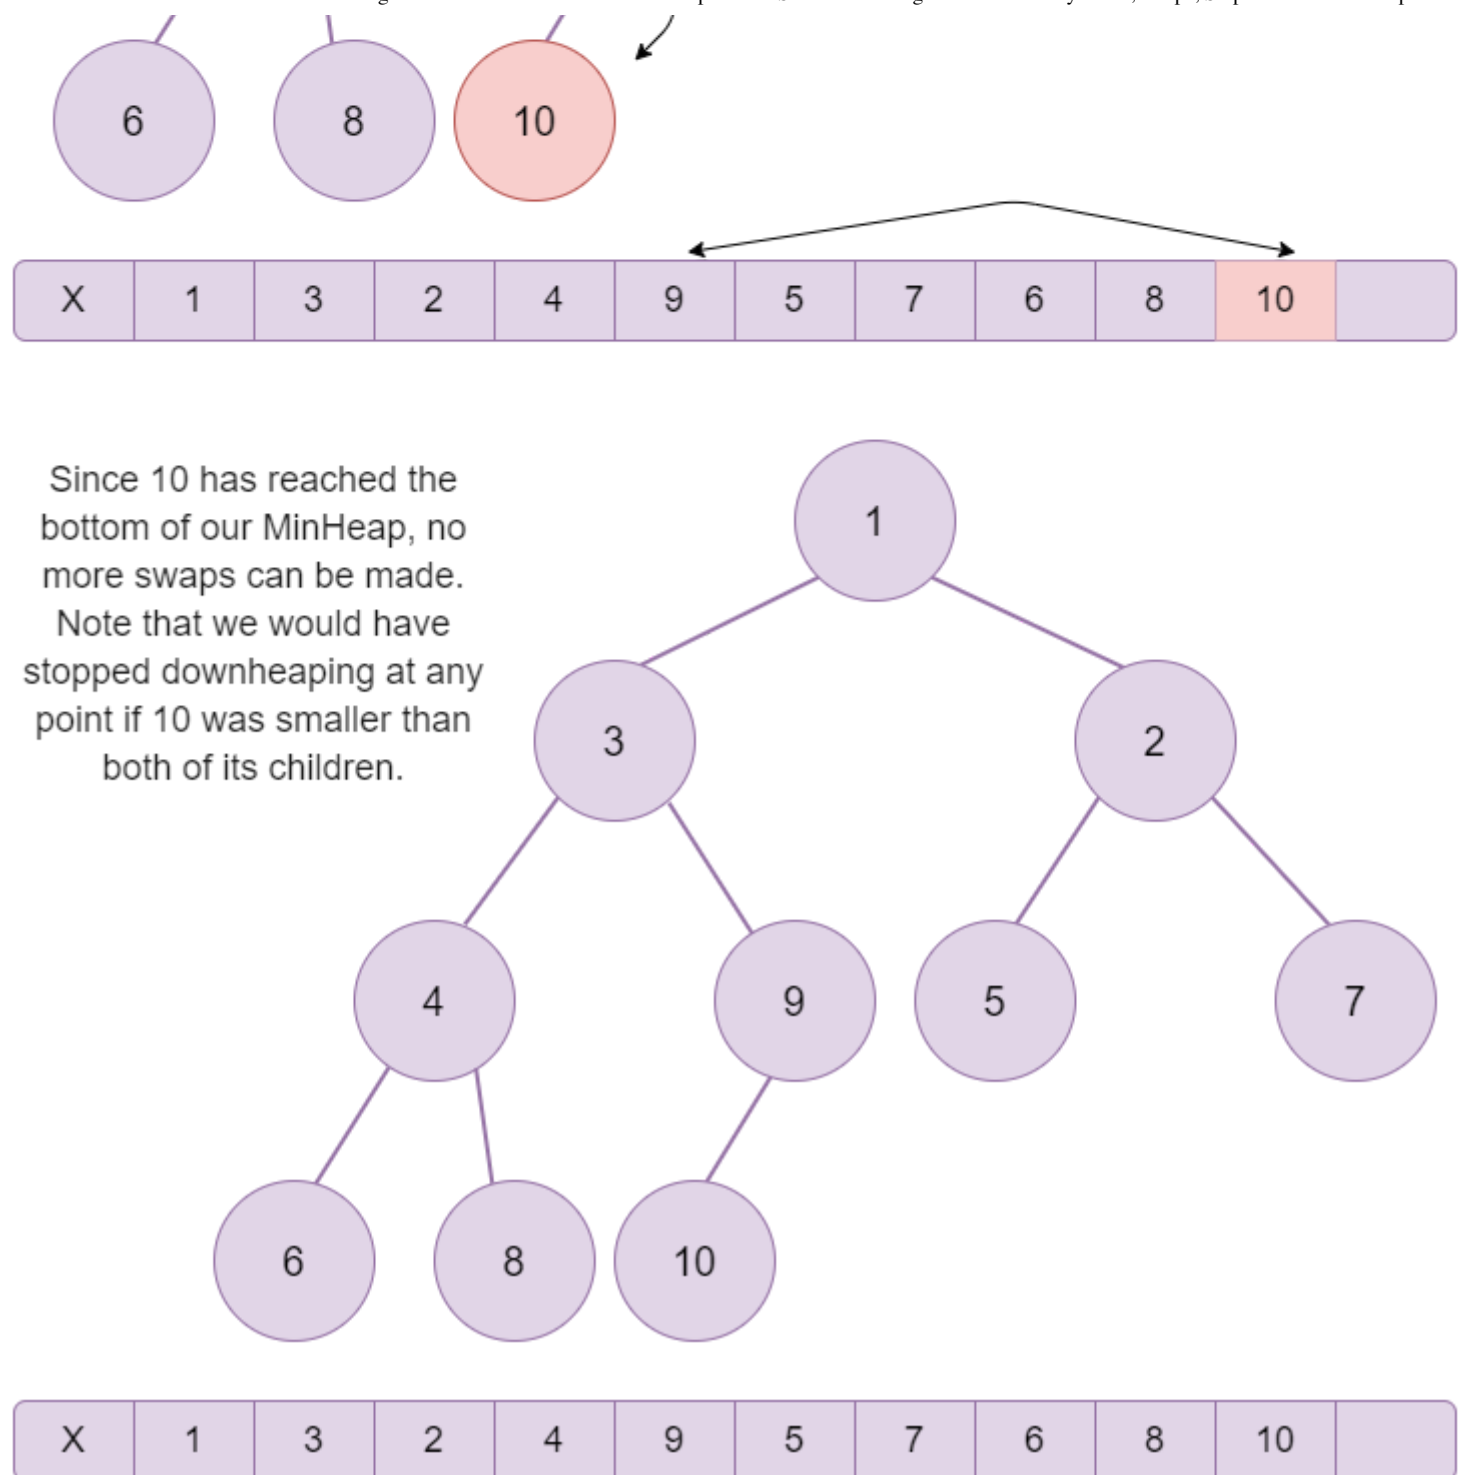 6 8 10
X 1 3 2 4 9 5 7 6 8 10
Since 10 has reached the
bottom of our MinHeap, no
more swaps can be made.
Note that we would have
stopped downheaping at any
point if 10 was smaller than
both of its children.
1
3 2
4 9 5 7
6 8 10
X 1 3 2 4 9 5 7 6 8 10